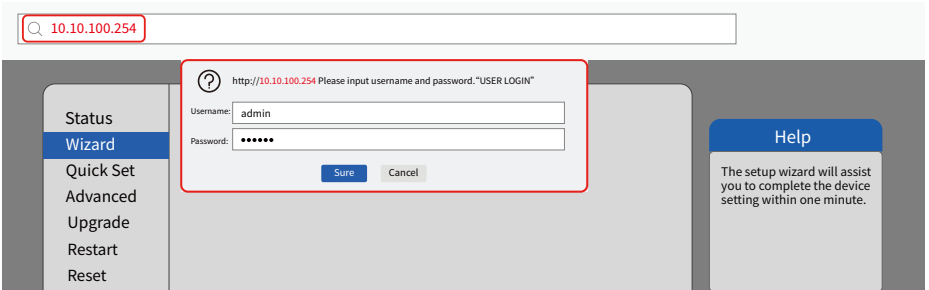 10.10.100.254
http://10.10.100.254 Please input username and password.“USER LOGIN”
Username: admin
Password: ••••••
Sure Cancel
Status
Wizard
Quick Set
Advanced
Upgrade
Restart
Reset
Help
The setup wizard will assist
you to complete the device
setting within one minute.